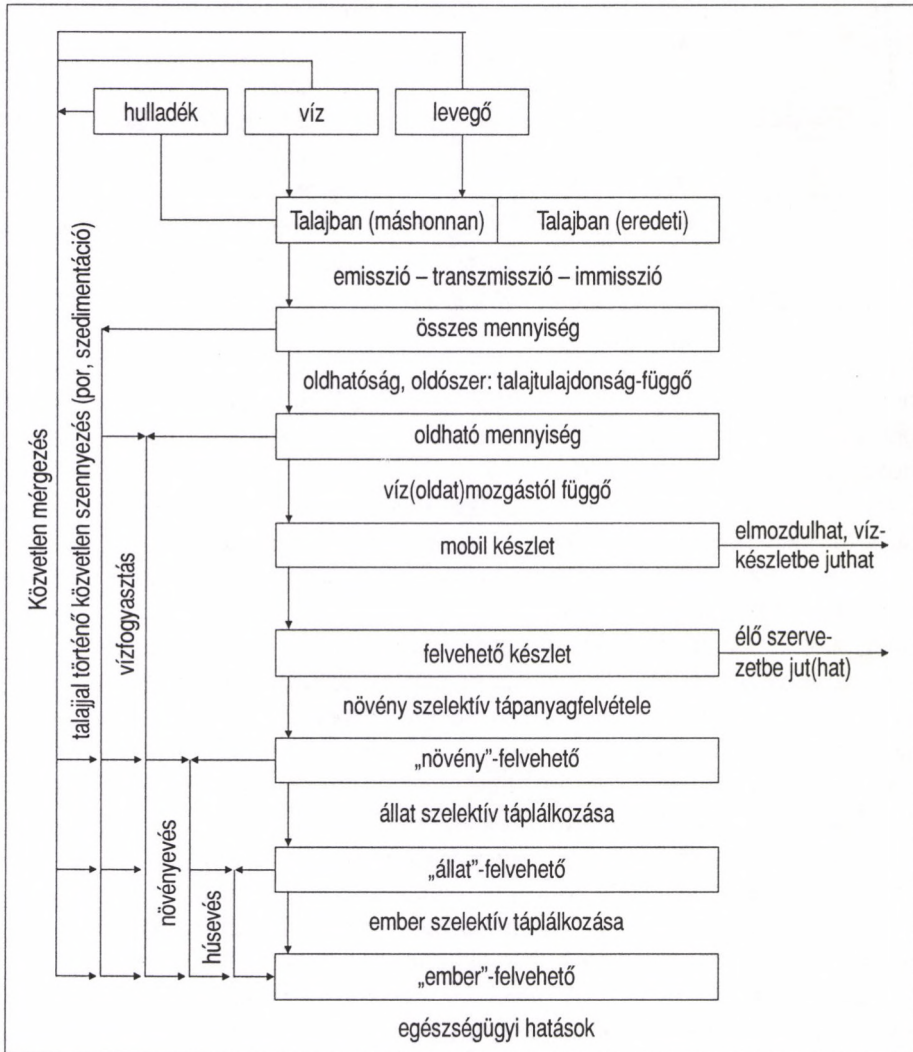 hulladék
víz
levegő
Talajban (máshonnan)
Talajban (eredeti)
emisszió – transzmisszió – immisszió
összes mennyiség
oldhatóság, oldószer: talajtulajdonság-függő
oldható mennyiség
víz(oldat)mozgástól függő
mobil készlet
elmozdulhat, víz-
készletbe juthat
felvehető készlet
élő szerve-
zetbe jut(hat)
növény szelektív tápanyagfelvétele
„növény”-felvehető
állat szelektív táplálkozása
„állat”-felvehető
ember szelektív táplálkozása
„ember”-felvehető
egészségügyi hatások
Közvetlen mérgezés
talajjal történő közvetlen szennyezés (por, szedimentáció)
vízfogyasztás
növényevés
húsevés